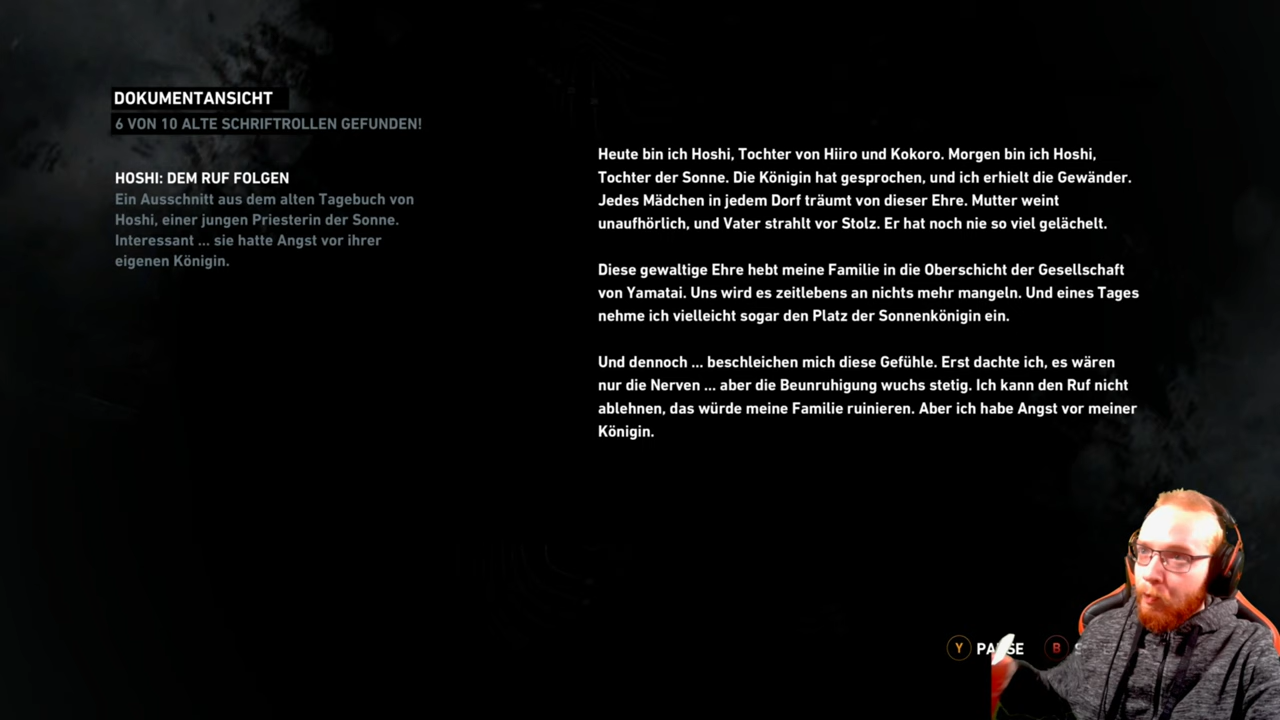 DOKUMENTANSICHT
6 VON 10 ALTE SCHRIFTROLLEN GEFUNDEN!
HOSHI: DEM RUF FOLGEN
Ein Ausschnitt aus dem alten Tagebuch von
Hoshi, einer jungen Priesterin der Sonne.
Interessant ... sie hatte Angst vor ihrer
eigenen Königin.
Heute bin ich Hoshi, Tochter von Hiiro und Kokoro. Morgen bin ich Hoshi,
Tochter der Sonne. Die Königin hat gesprochen, und ich erhielt die Gewänder.
Jedes Mädchen in jedem Dorf träumt von dieser Ehre. Mutter weint
unaufhörlich, und Vater strahlt vor Stolz. Er hat noch nie so viel gelächelt.
Diese gewaltige Ehre hebt meine Familie in die Oberschicht der Gesellschaft
von Yamatai. Uns wird es zeitlebens an nichts mehr mangeln. Und eines Tages
nehme ich vielleicht sogar den Platz der Sonnenkönigin ein.
Und dennoch ... beschleichen mich diese Gefühle. Erst dachte ich, es wären
nur die Nerven ... aber die Beunruhigung wuchs stetig. Ich kann den Ruf nicht
ablehnen, das würde meine Familie ruinieren. Aber ich habe Angst vor meiner
Königin.
Y PAUSE B